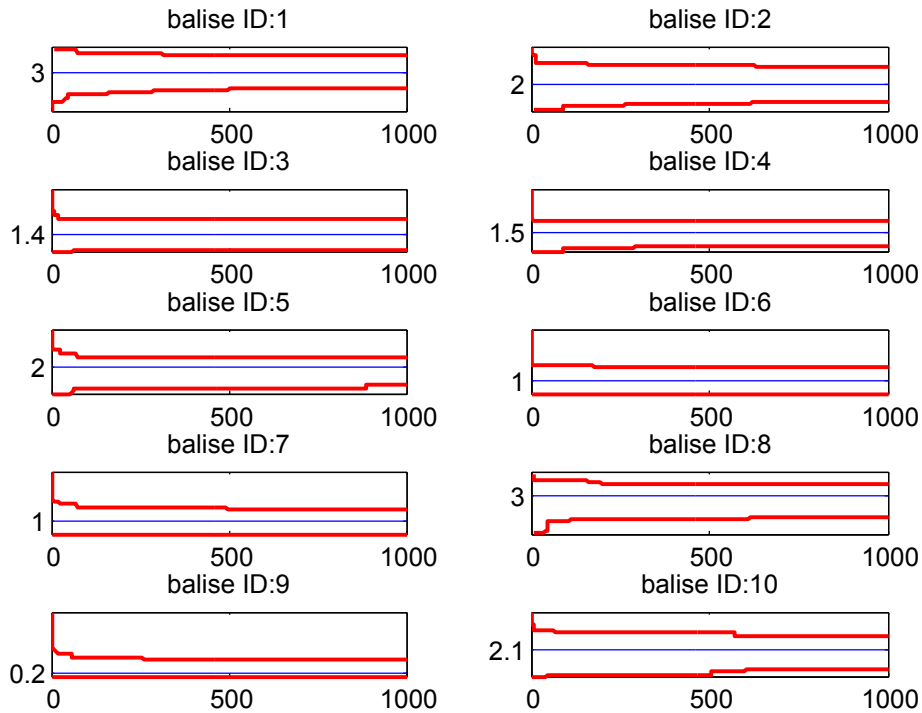 balise ID:1
balise ID:2
3
2
0 500 1000
0 500 1000
balise ID:3
balise ID:4
1.4
1.5
0 500 1000
0 500 1000
balise ID:5
balise ID:6
2
1
0 500 1000
0 500 1000
balise ID:7
balise ID:8
1
3
0 500 1000
0 500 1000
balise ID:9
balise ID:10
0.2
2.1
0 500 1000
0 500 1000